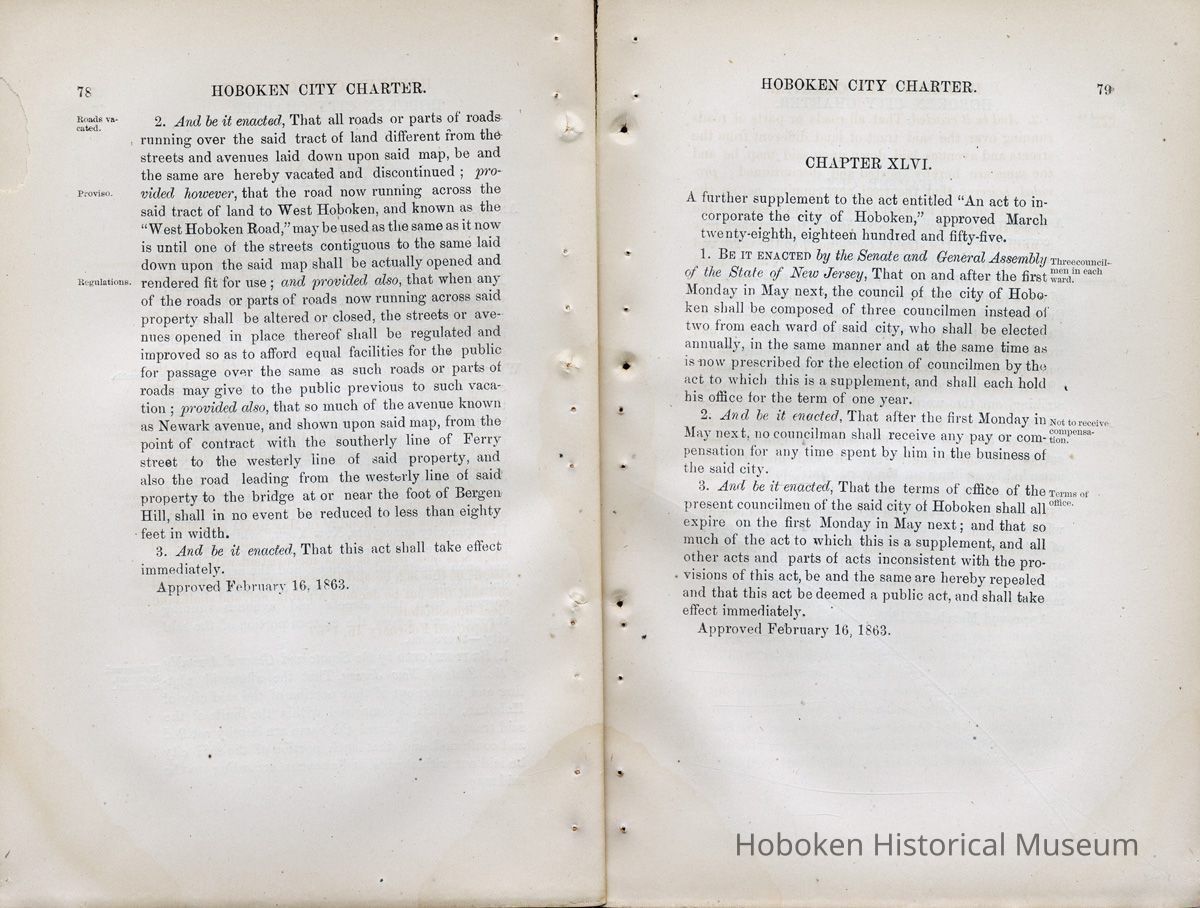 78
HOBOKEN CITY CHARTER.
Roads va-
cated.
2. And be it enacted, That all roads or parts of roads
running over the said tract of land different from the
streets and avenues laid down upon said map, be and
the same are hereby vacated and discontinued ; pro-
Proviso.
vided however, that the road now running across the
said tract of land to West Hoboken, and known as the
“West Hoboken Road,” may be used as the same as it now
is until one of the streets contiguous to the same laid
down upon the said map shall be actually opened and
Regulations.
rendered fit for use ; and provided also, that when any
of the roads or parts of roads now running across said
property shall be altered or closed, the streets or ave-
nues opened in place thereof shall be regulated and
improved so as to afford equal facilities for the public
for passage over the same as such roads or parts of
roads may give to the public previous to such vaca-
tion ; provided also, that so much of the avenue known
as Newark avenue, and shown upon said map, from the
point of contract with the southerly line of Ferry
street to the westerly line of said property, and
also the road leading from the westerly line of said
property to the bridge at or near the foot of Bergen
Hill, shall in no event be reduced to less than eighty
feet in width.
3. And be it enacted, That this act shall take effect
immediately.
Approved February 16, 1863.
HOBOKEN CITY CHARTER.
79
CHAPTER XLVI.
A further supplement to the act entitled “An act to in-
corporate the city of Hoboken,” approved March
twenty-eighth, eighteen hundred and fifty-five.
1. BE IT ENACTED by the Senate and General Assembly
of the State of New Jersey, That on and after the first
Three council-
men in each
ward.
Monday in May next, the council of the city of Hobo-
ken shall be composed of three councilmen instead of
two from each ward of said city, who shall be elected
annually, in the same manner and at the same time as
is now prescribed for the election of councilmen by the
act to which this is a supplement, and shall each hold
his office for the term of one year.
2. And be it enacted, That after the first Monday in
Not to receive
compensa-
tion.
May next, no councilman shall receive any pay or com-
pensation for any time spent by him in the business of
the said city.
3. And be it enacted, That the terms of cffice of the
Terms of
office.
present councilmen of the said city of Hoboken shall all
expire on the first Monday in May next ; and that so
much of the act to which this is a supplement, and all
other acts and parts of acts inconsistent with the pro-
visions of this act, be and the same are hereby repealed
and that this act be deemed a public act, and shall take
effect immediately.
Approved February 16, 1863.
Hoboken Historical Museum